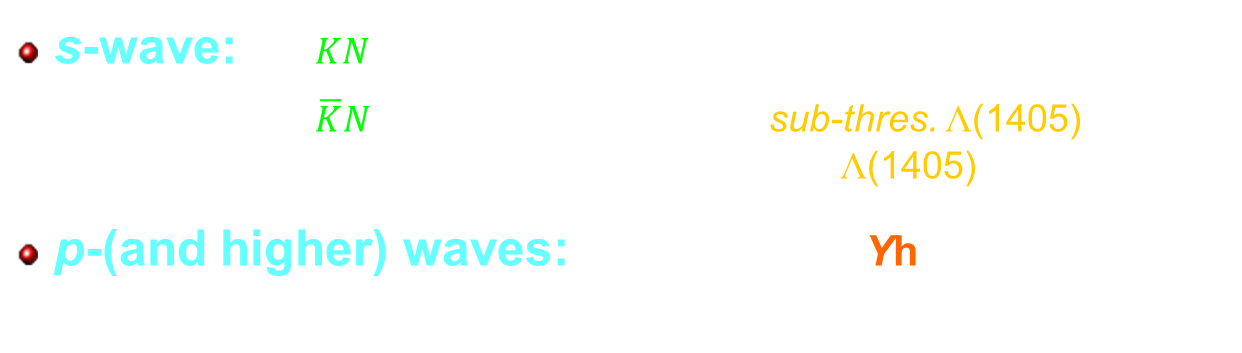 s-wave: KN
K̅N sub-thres. Λ(1405)
Λ(1405)
p-(and higher) waves: Yh